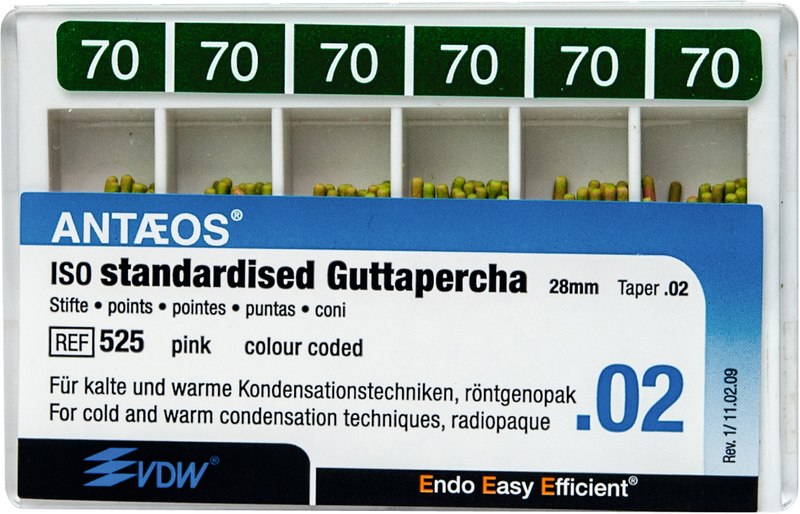 70 70 70 70 70 70
ANTÆOS®
ISO standardised Guttapercha 28mm Taper .02
Stifte • points • pointes • puntas • coni
REF 525 pink colour coded
Für kalte und warme Kondensationstechniken, röntgenopak
For cold and warm condensation techniques, radiopaque
.02
Rev. 1/ 11.02.09
VDW®
Endo Easy Efficient®